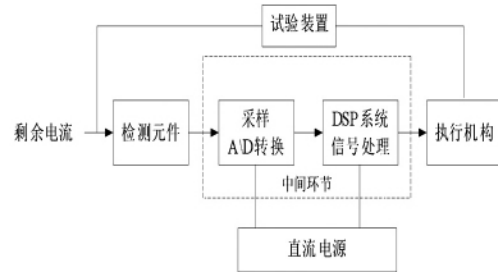 试验装置
剩余电流
检测元件
采样
A\D转换
DSP系统
信号处理
执行机构
中间环节
直流电源